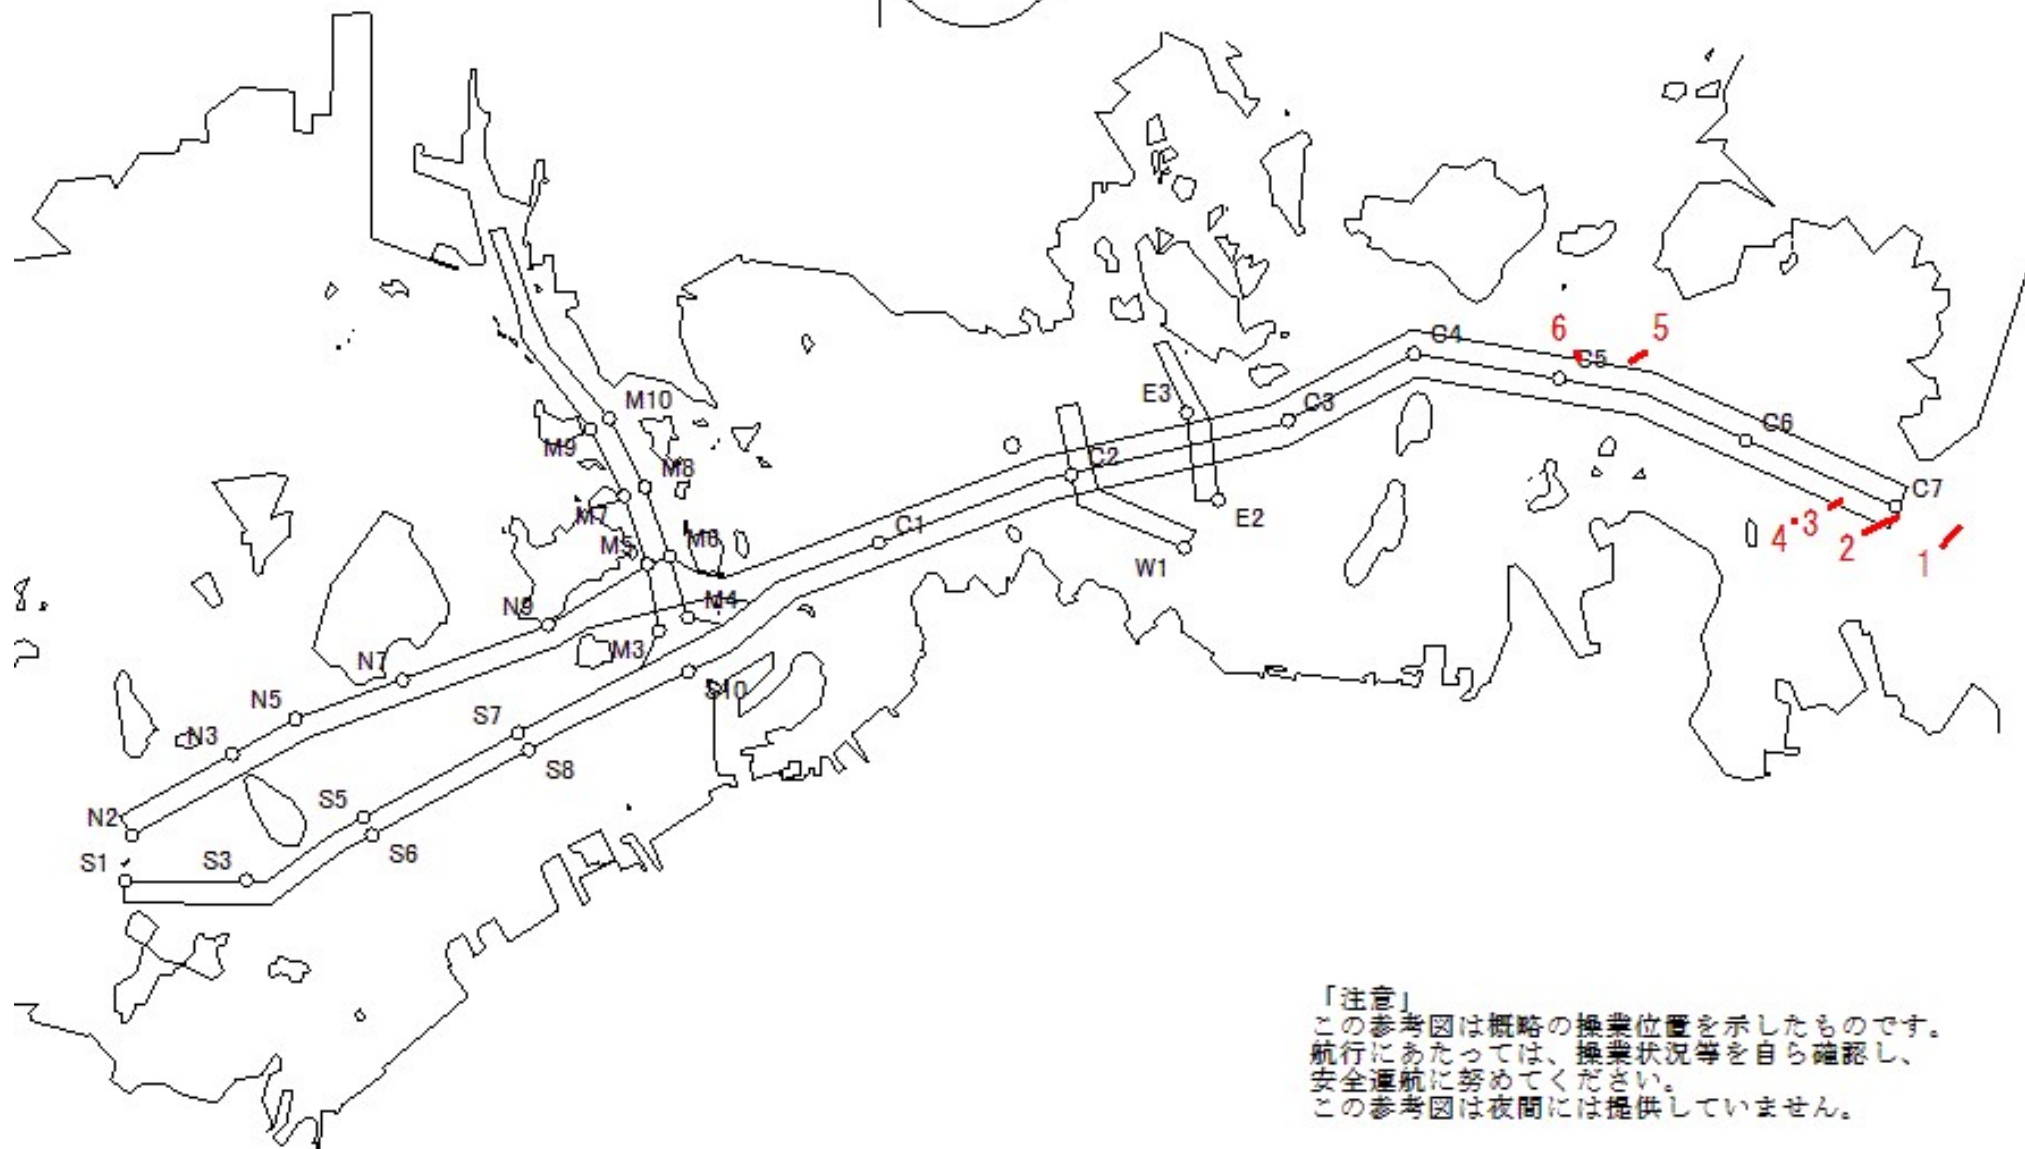 C4
6
5
C5
M10
E3
C3
C6
M9
M8
C2
C7
M7
E2
3
C1
4
2
M5
M6
1
W1
N9
M4
N7
M3
S10
N5
N3
S7
S8
S5
N2
S6
S1
S3
「注意」
この参考図は概略の操業位置を示したものです。
航行にあたっては、操業状況等を自ら確認し、
安全運航に努めてください。
この参考図は夜間には提供していません。